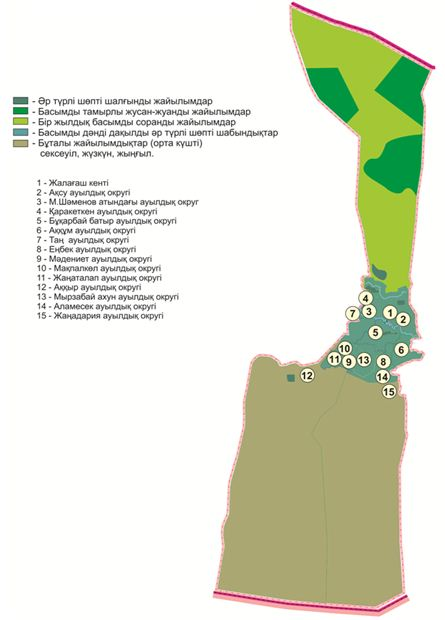 - Әр түрлі шөпті шалғынды жайылымдар
- Басымды тамырлы жусан-жуанды жайылымдар
- Бір жылдық басымды соранды жайылымдар
- Басымды дәнді дақылды әр түрлі шөпті шабындықтар
- Бұталы жайылымдықтар (орта күшті)
сексеуіл, жүзкүн, жыңғыл.
1 - Жалағаш кенті
2 - Ақсу ауылдық округі
3 - М.Шәменов атындағы ауылдық округ
4 - Қаракеткен ауылдық округі
5 - Бұқарбай батыр ауылдық округі
6 - Аққұм ауылдық округі
7 - Таң ауылдық округі
8 - Еңбек ауылдық округі
9 - Мәдениет ауылдық округі
10 - Мақпалкөл ауылдық округі
11 - Жаңаталап ауылдық округі
12 - Аққыр ауылдық округі
13 - Мырзабай ахун ауылдық округі
14 - Аламесек ауылдық округі
15 - Жаңадария ауылдық округі
4
3
1
2
7
5
10
6
11
9
13
8
12
14
15